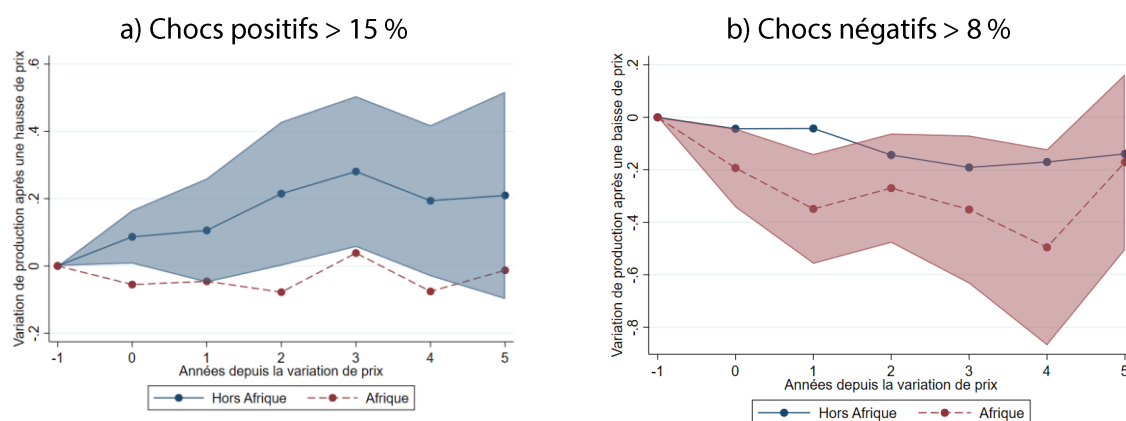 a) Chocs positifs > 15 %
Variation de production après une hausse de prix
.6
.4
.2
0
-.2
-1 0 1 2 3 4 5
Années depuis la variation de prix
Hors Afrique Afrique
b) Chocs négatifs > 8 %
Variation de production après une baisse de prix
.2
0
-.2
-.4
-.6
-.8
-1 0 1 2 3 4 5
Années depuis la variation de prix
Hors Afrique Afrique